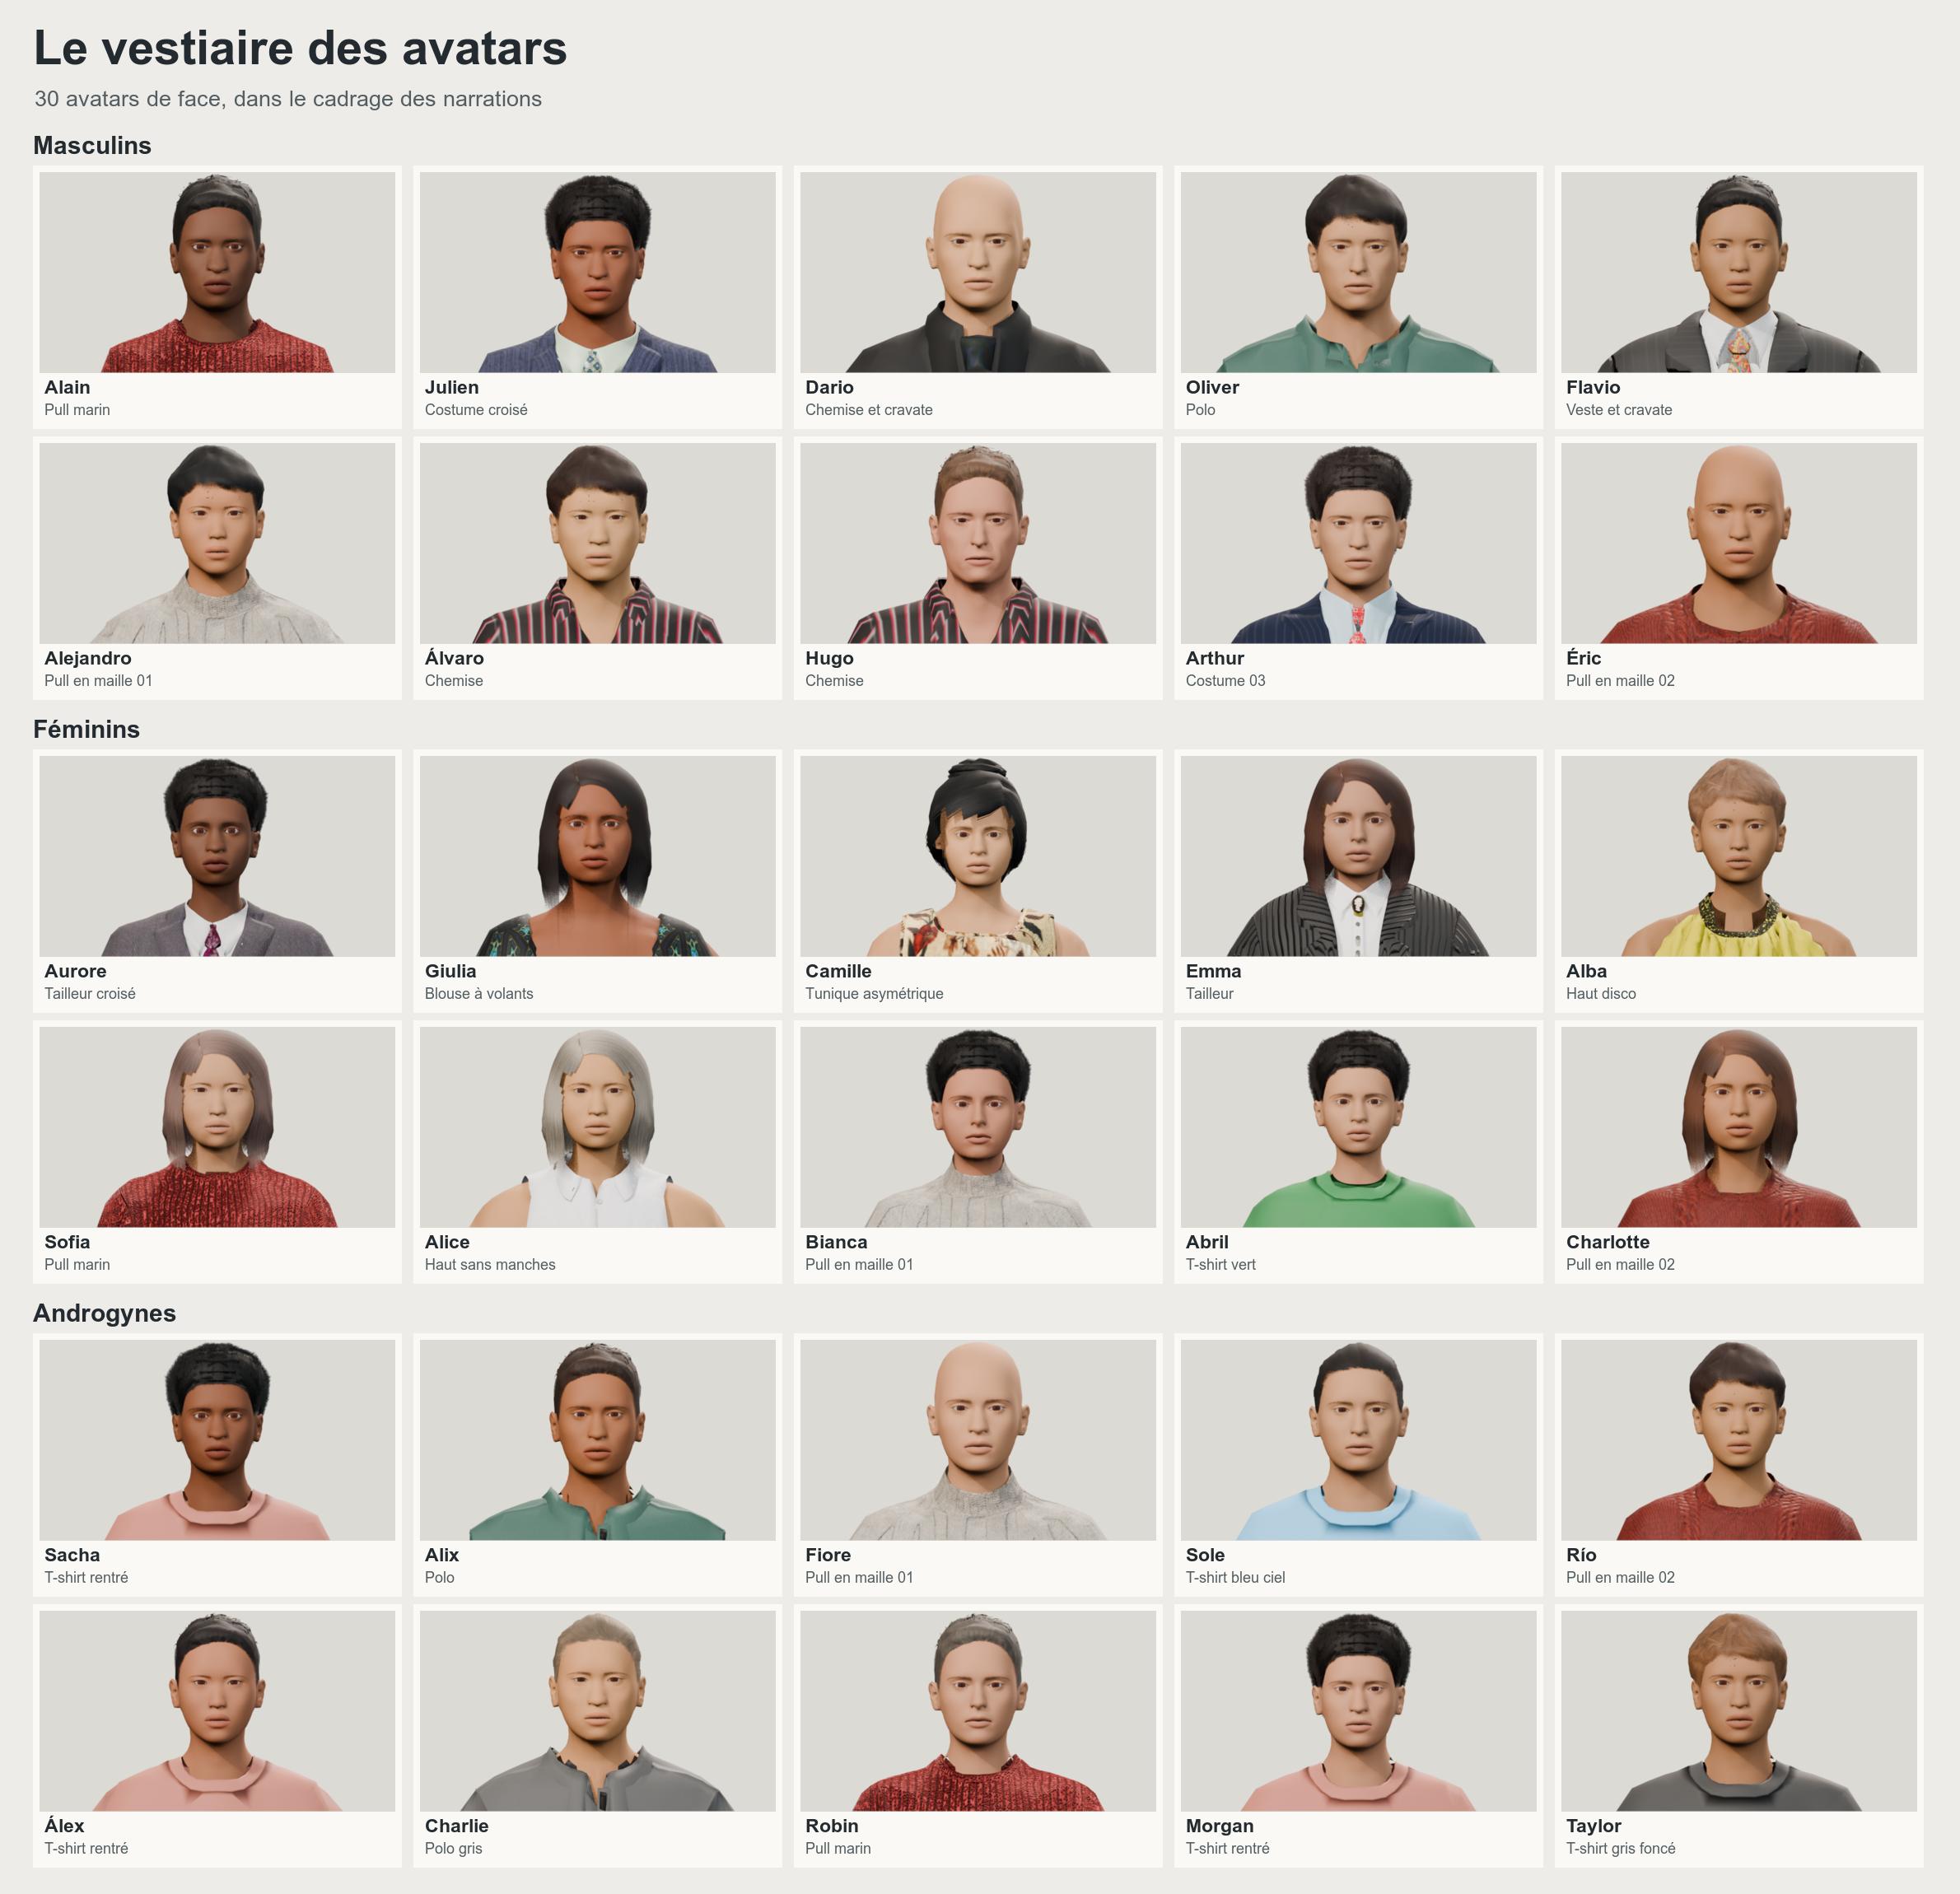 Le vestiaire des avatars
30 avatars de face, dans le cadrage des narrations
Masculins
Alain
Pull marin
Julien
Costume croisé
Dario
Chemise et cravate
Oliver
Polo
Flavio
Veste et cravate
Alejandro
Pull en maille 01
Álvaro
Chemise
Hugo
Chemise
Arthur
Costume 03
Éric
Pull en maille 02
Féminins
Aurore
Tailleur croisé
Giulia
Blouse à volants
Camille
Tunique asymétrique
Emma
Tailleur
Alba
Haut disco
Sofia
Pull marin
Alice
Haut sans manches
Bianca
Pull en maille 01
Abril
T-shirt vert
Charlotte
Pull en maille 02
Androgynes
Sacha
T-shirt rentré
Alix
Polo
Fiore
Pull en maille 01
Sole
T-shirt bleu ciel
Río
Pull en maille 02
Álex
T-shirt rentré
Charlie
Polo gris
Robin
Pull marin
Morgan
T-shirt rentré
Taylor
T-shirt gris foncé